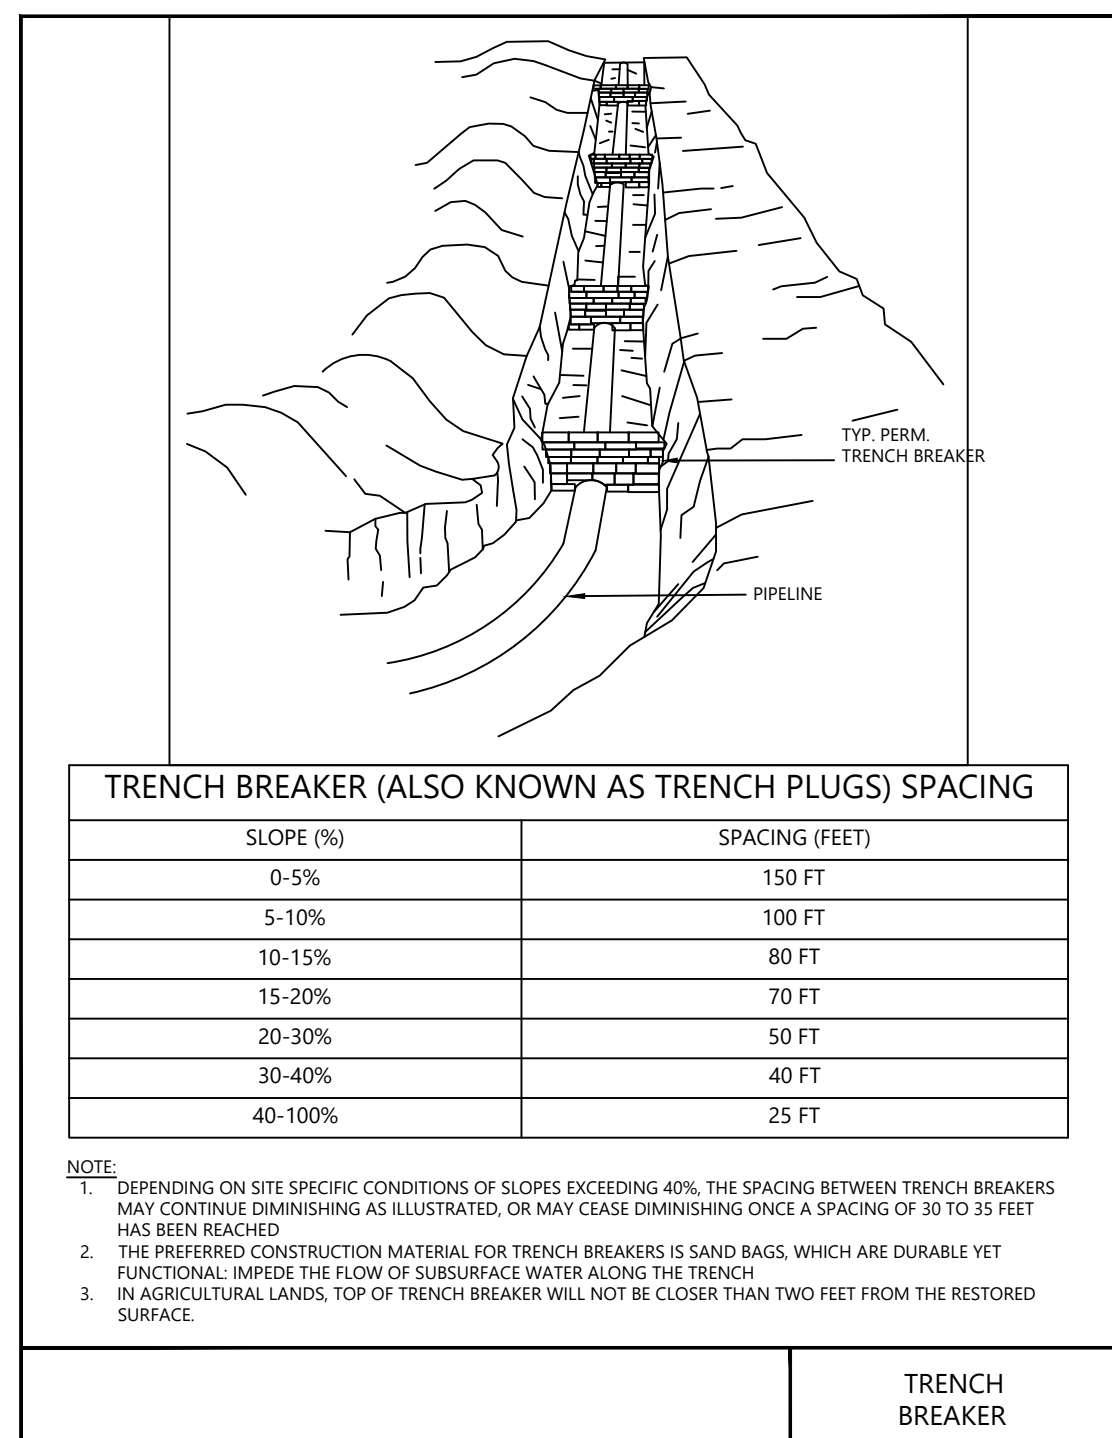 TYP. PERM.
TRENCH BREAKER
PIPELINE
TRENCH BREAKER (ALSO KNOWN AS TRENCH PLUGS) SPACING
SLOPE (%) SPACING (FEET)
0-5% 150 FT
5-10% 100 FT
10-15% 80 FT
15-20% 70 FT
20-30% 50 FT
30-40% 40 FT
40-100% 25 FT
NOTE:
1. DEPENDING ON SITE SPECIFIC CONDITIONS OF SLOPES EXCEEDING 40%, THE SPACING BETWEEN TRENCH BREAKERS
MAY CONTINUE DIMINISHING AS ILLUSTRATED, OR MAY CEASE DIMINISHING ONCE A SPACING OF 30 TO 35 FEET
HAS BEEN REACHED
2. THE PREFERRED CONSTRUCTION MATERIAL FOR TRENCH BREAKERS IS SAND BAGS, WHICH ARE DURABLE YET
FUNCTIONAL: IMPEDE THE FLOW OF SUBSURFACE WATER ALONG THE TRENCH
3. IN AGRICULTURAL LANDS, TOP OF TRENCH BREAKER WILL NOT BE CLOSER THAN TWO FEET FROM THE RESTORED
SURFACE.
TRENCH
BREAKER